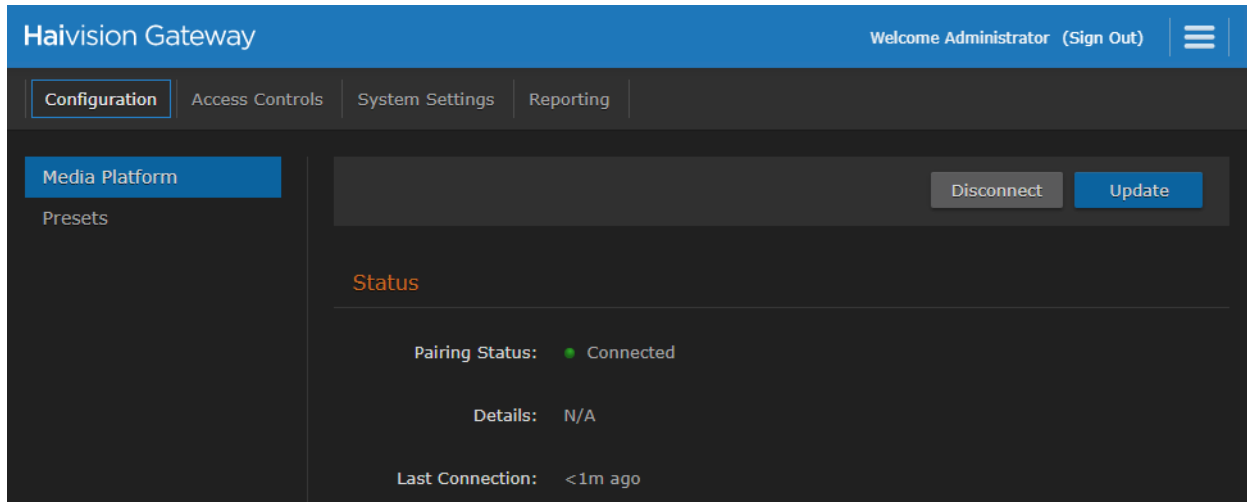 Haivision Gateway
Welcome Administrator (Sign Out)
Configuration Access Controls System Settings Reporting
Media Platform
Presets
Disconnect Update
Status
Pairing Status: Connected
Details: N/A
Last Connection: <1m ago